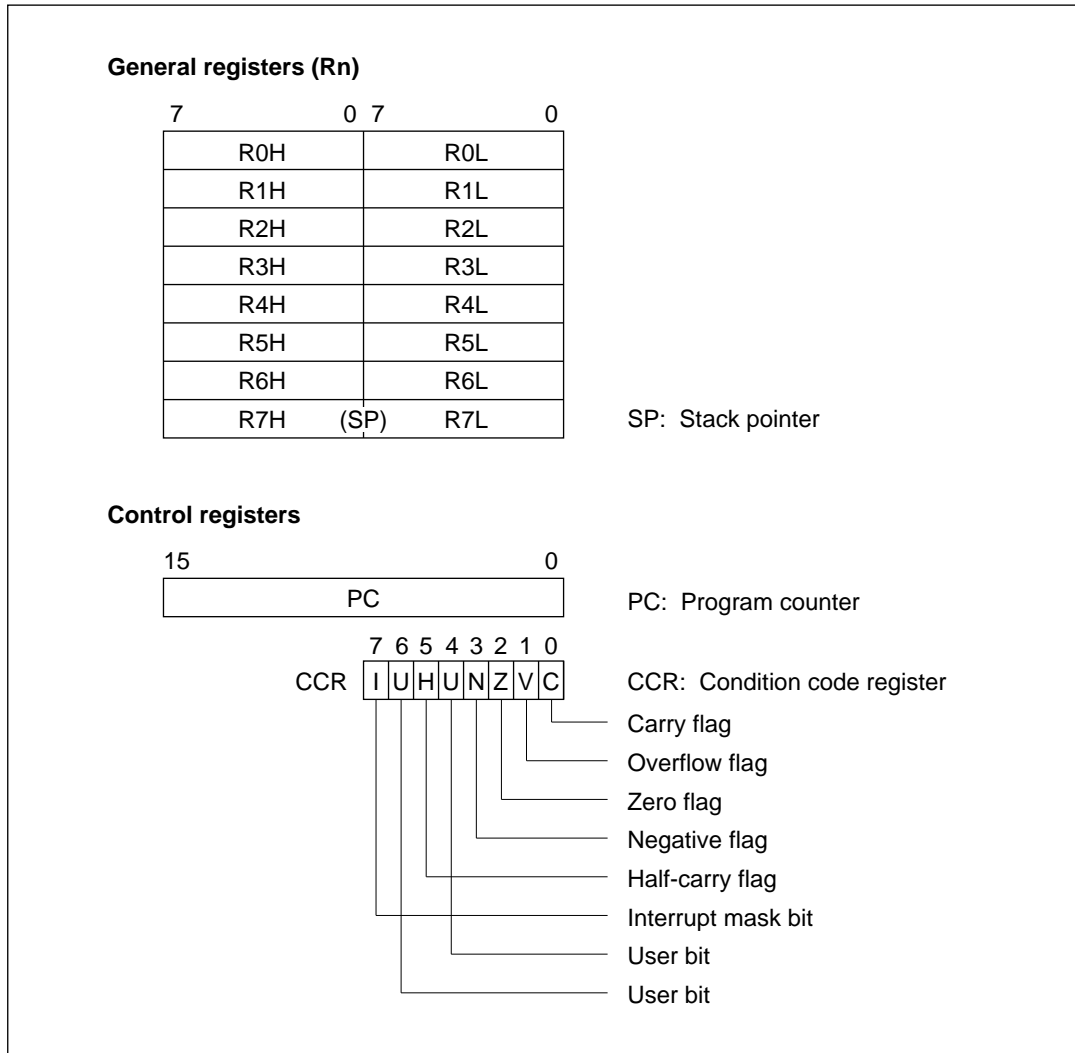 General registers (Rn)
7 0 7 0
R0H R0L
R1H R1L
R2H R2L
R3H R3L
R4H R4L
R5H R5L
R6H R6L
R7H (SP) R7L SP: Stack pointer
Control registers
15 0
PC PC: Program counter
7 6 5 4 3 2 1 0
CCR I U H U N Z V C CCR: Condition code register
Carry flag
Overflow flag
Zero flag
Negative flag
Half-carry flag
Interrupt mask bit
User bit
User bit